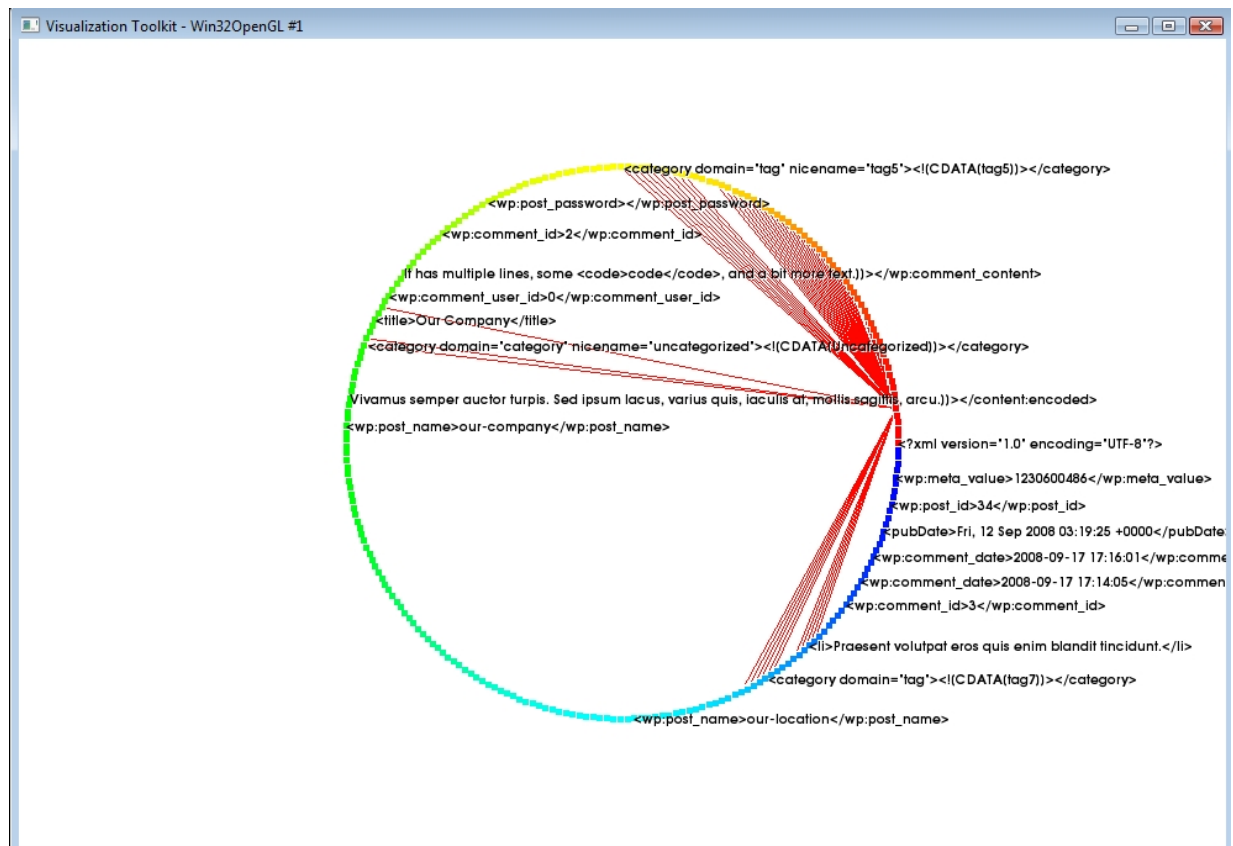 Visualization Toolkit - Win32OpenGL #1
<category domain="tag" nicename="tag5"><!(CDATA(tag5))></category>
<wp:post_password></wp:post_password>
<wp:comment_id>2</wp:comment_id>
It has multiple lines, some <code>code</code>, and a bit more text.))></wp:comment_content>
<wp:comment_user_id>0</wp:comment_user_id>
<title>Our Company</title>
<category domain="category" nicename="uncategorized"><!(CDATA(Uncategorized))></category>
Vivamus semper auctor turpis. Sed ipsum lacus, varius quis, iaculis at, mollis sagittis, arcu.))></content:encoded>
<wp:post_name>our-company</wp:post_name>
<?xml version="1.0" encoding="UTF-8"?>
<wp:meta_value>1230600486</wp:meta_value>
<wp:post_id>34</wp:post_id>
<pubDate>Fri, 12 Sep 2008 03:19:25 +0000</pubDate
<wp:comment_date>2008-09-17 17:16:01</wp:comme
<wp:comment_date>2008-09-17 17:14:05</wp:commen
<wp:comment_id>3</wp:comment_id>
<li>Praesent volutpat eros quis enim blandit tincidunt.</li>
<category domain="tag"><!(CDATA(tag7))></category>
<wp:post_name>our-location</wp:post_name>